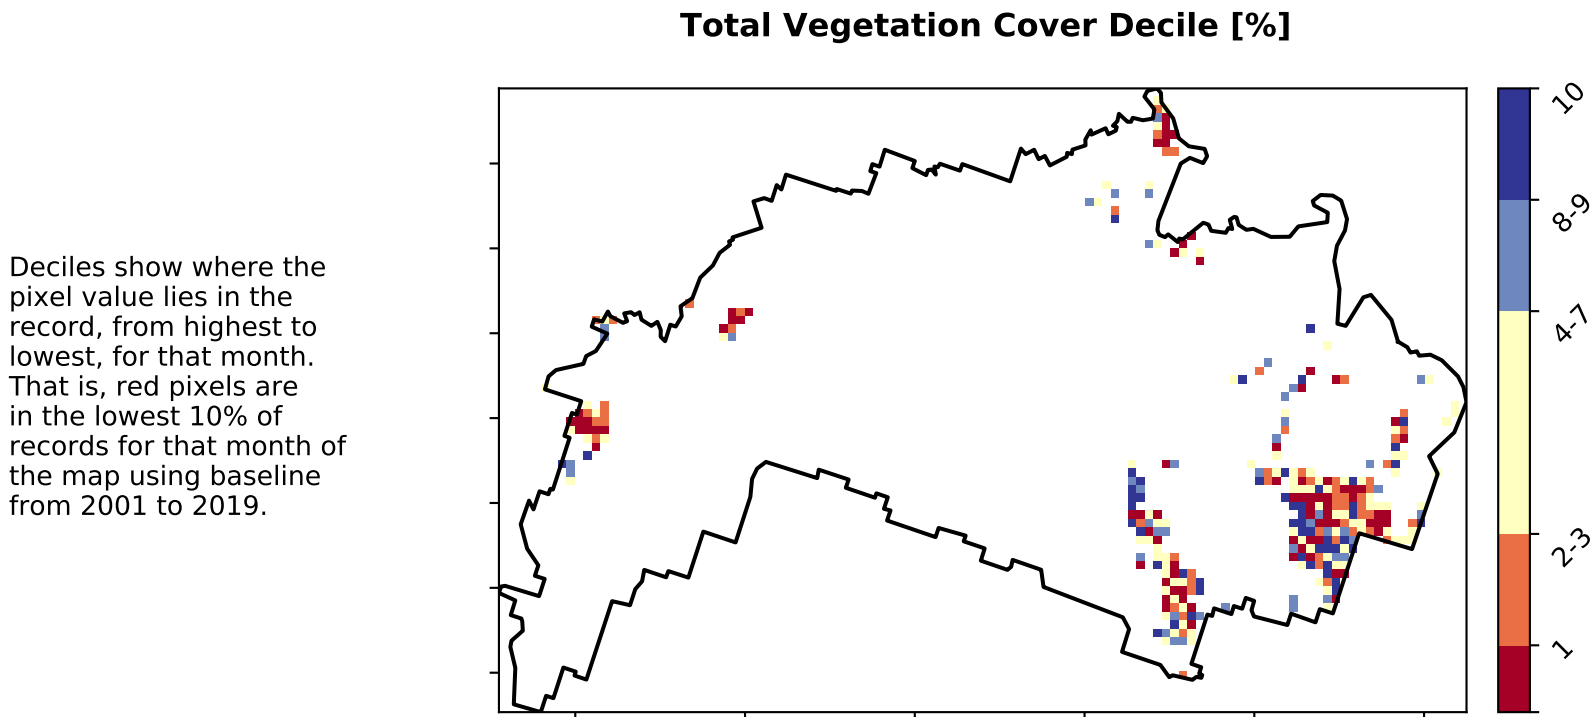 Total Vegetation Cover Decile [%]
Deciles show where the
pixel value lies in the
record, from highest to
lowest, for that month.
That is, red pixels are
in the lowest 10% of
records for that month of
the map using baseline
from 2001 to 2019.
10
8-9
4-7
2-3
1